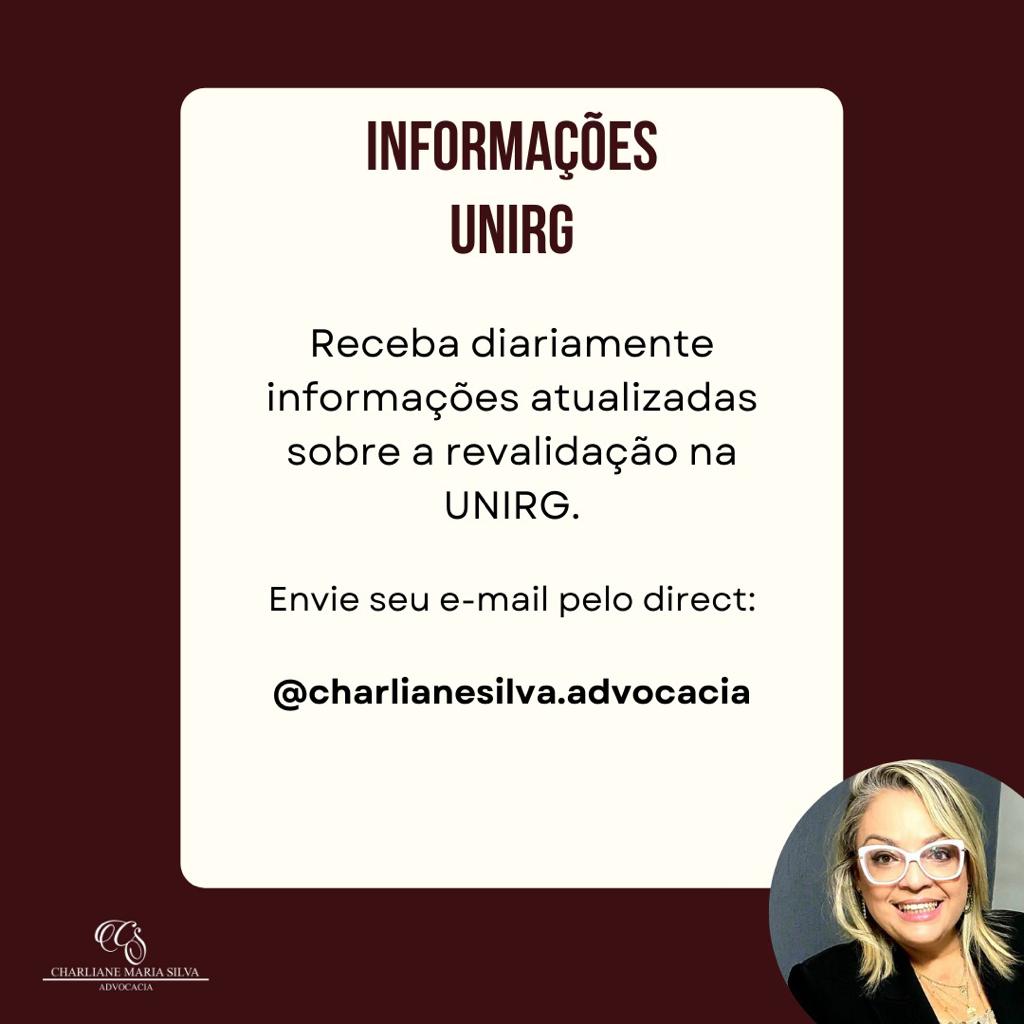 INFORMAÇÕES
UNIRG
Receba diariamente
informações atualizadas
sobre a revalidação na
UNIRG.
Envie seu e-mail pelo direct:
@charlianesilva.advocacia
CCS
CHARLIANE MARIA SILVA
ADVOCACIA